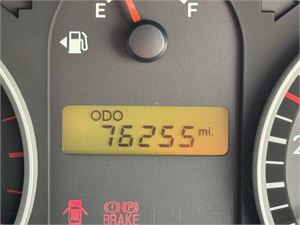 E F
ODO
76255 mi.
(!) (P)
BRAKE